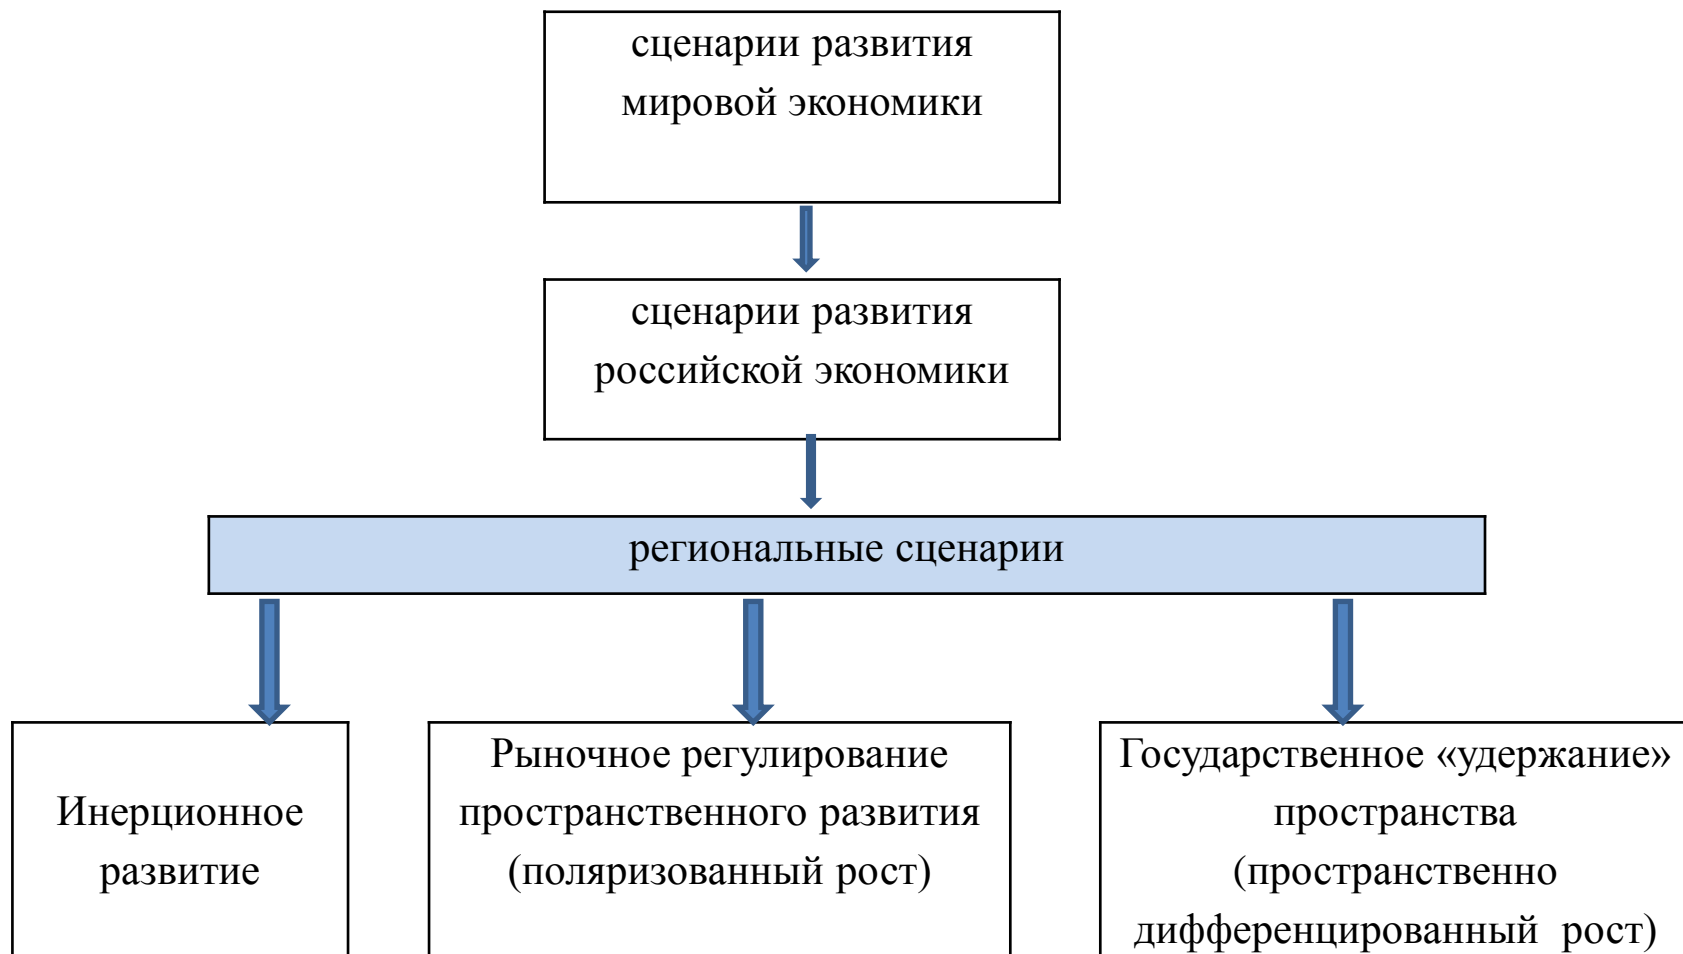 сценарии развития
мировой экономики
сценарии развития
российской экономики
региональные сценарии
Инерционное
развитие
Рыночное регулирование
пространственного развития
(поляризованный рост)
Государственное «удержание»
пространства
(пространственно
дифференцированный рост)